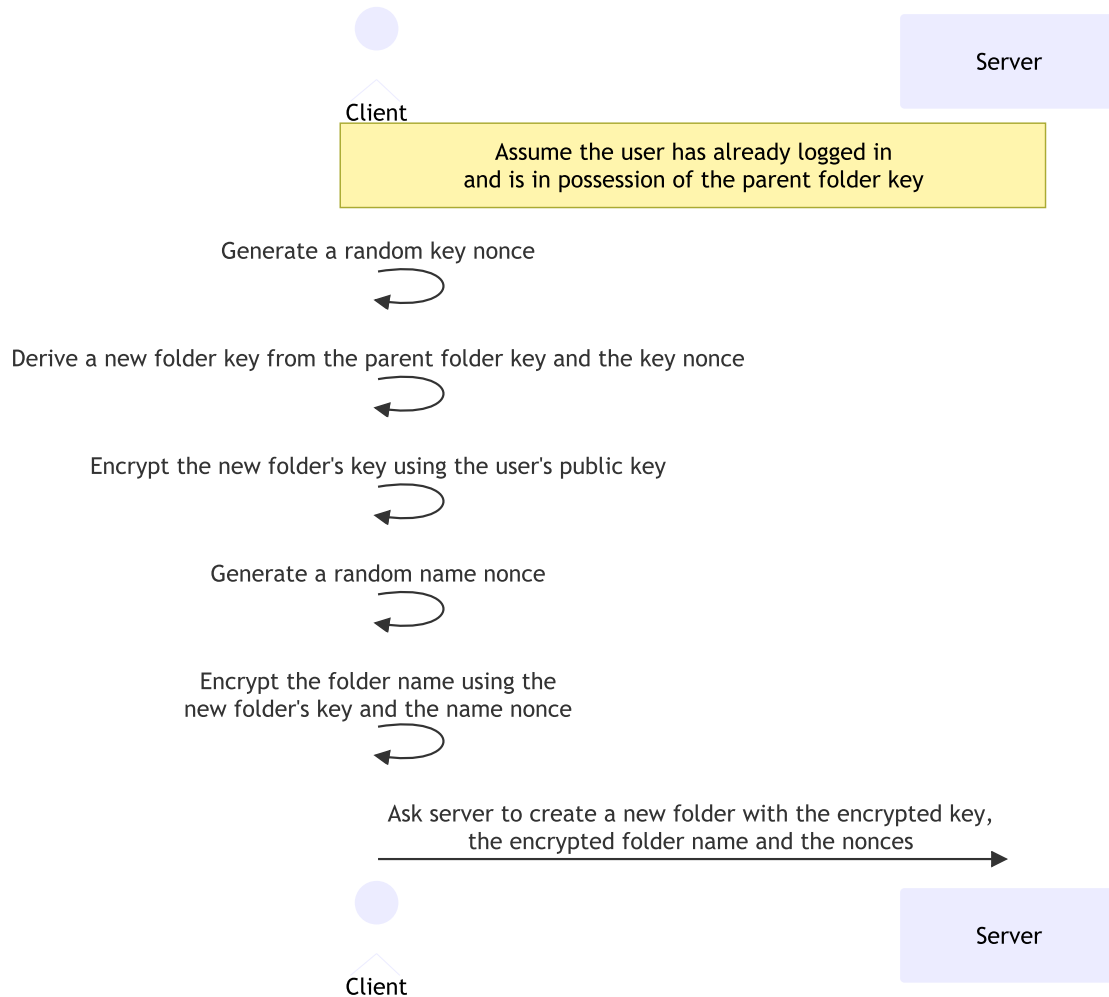 Server
Client
Assume the user has already logged in
and is in possession of the parent folder key
Generate a random key nonce
Derive a new folder key from the parent folder key and the key nonce
Encrypt the new folder's key using the user's public key
Generate a random name nonce
Encrypt the folder name using the
new folder's key and the name nonce
Ask server to create a new folder with the encrypted key,
the encrypted folder name and the nonces
Server
Client